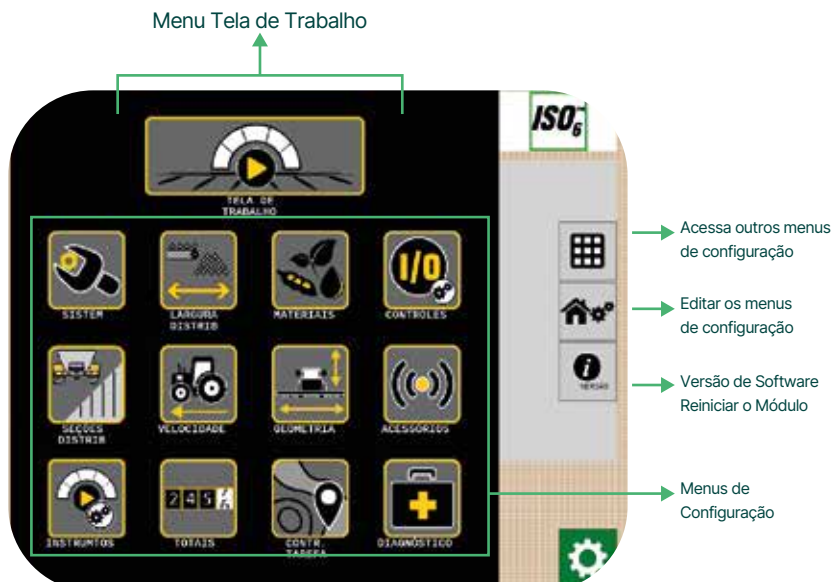 Menu Tela de Trabalho
ISO
6
TELA DE
TRABALHO
Acessa outros menus
de configuração
SISTEM
LARGURA
DISTRIB
MATERIAIS
I/O
CONTROLES
Editar os menus
de configuração
VERSÃO
Versão de Software
Reiniciar o Módulo
SEÇÕES
DISTRIB
VELOCIDADE
GEOMETRIA
ACESSÓRIOS
Menus de
Configuração
245
INSTRUMTOS
TOTAIS
CONTR.
TAREFA
DIAGNÓSTICO